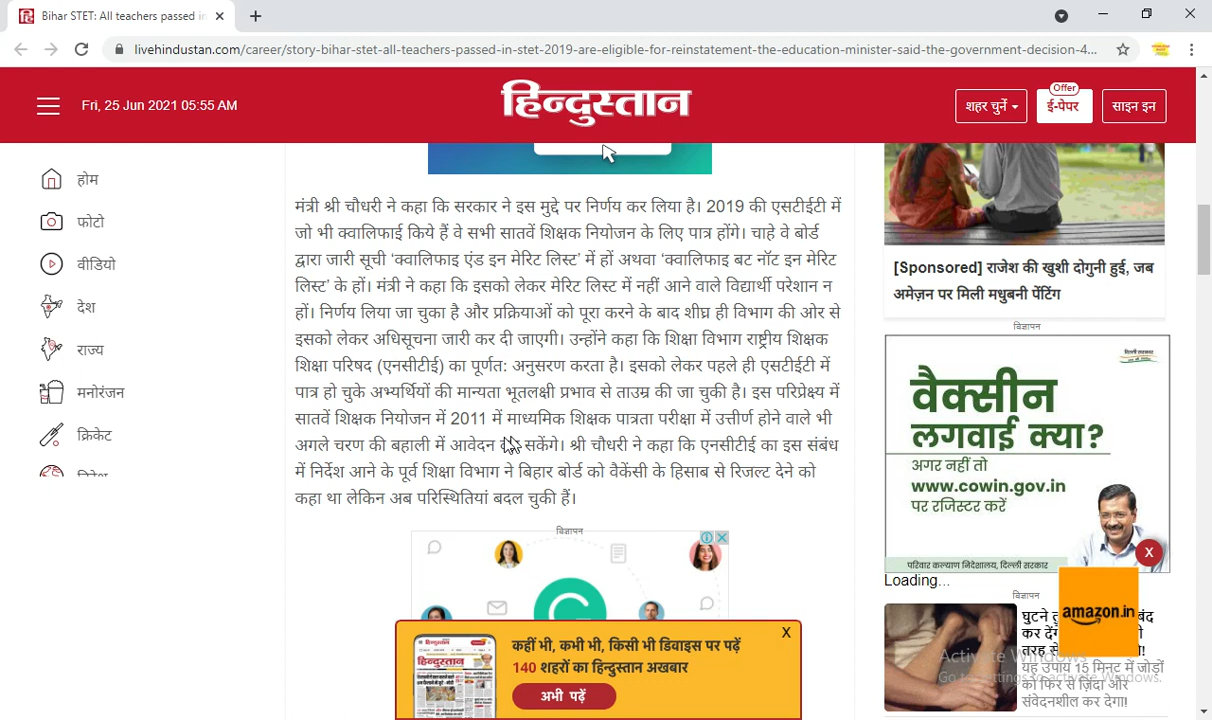 Bihar STET: All teachers passed in
livehindustan.com/career/story-bihar-stet-all-teachers-passed-in-stet-2019-are-eligible-for-reinstatement-the-education-minister-said-the-government-decision-4...
Fri, 25 Jun 2021 05:55 AM
हिन्दुस्तान
शहर चुनें
Offer
ई-पेपर
साइन इन
होम
फोटो
वीडियो
देश
राज्य
मनोरंजन
क्रिकेट
मंत्री श्री चौधरी ने कहा कि सरकार ने इस मुद्दे पर निर्णय कर लिया है। 2019 की एसटीईटी में
जो भी क्वालिफाई किये हैं वे सभी सातवें शिक्षक नियोजन के लिए पात्र होंगे। चाहे वे बोर्ड
द्वारा जारी सूची ‘क्वालिफाइ एंड इन मेरिट लिस्ट’ में हों अथवा ‘क्वालिफाइ बट नॉट इन मेरिट
लिस्ट’ के हों। मंत्री ने कहा कि इसको लेकर मेरिट लिस्ट में नहीं आने वाले विद्यार्थी परेशान न
हों। निर्णय लिया जा चुका है और प्रक्रियाओं को पूरा करने के बाद शीघ्र ही विभाग की ओर से
इसको लेकर अधिसूचना जारी कर दी जाएगी। उन्होंने कहा कि शिक्षा विभाग राष्ट्रीय शिक्षक
शिक्षा परिषद (एनसीटीई) का पूर्णत: अनुसरण करता है। इसको लेकर पहले ही एसटीईटी में
पात्र हो चुके अभ्यर्थियों की मान्यता भूतलक्षी प्रभाव से ताउम्र की जा चुकी है। इस परिप्रेक्ष्य में
सातवें शिक्षक नियोजन में 2011 में माध्यमिक शिक्षक पात्रता परीक्षा में उत्तीर्ण होने वाले भी
अगले चरण की बहाली में आवेदन सकेंगे। श्री चौधरी ने कहा कि एनसीटीई का इस संबंध
में निर्देश आने के पूर्व शिक्षा विभाग ने बिहार बोर्ड को वैकेंसी के हिसाब से रिजल्ट देने को
कहा था लेकिन अब परिस्थितियां बदल चुकी हैं।
विज्ञापन
कहीं भी, कभी भी, किसी भी डिवाइस पर पढ़ें
140 शहरों का हिन्दुस्तान अखबार
अभी पढ़ें
X
हिन्दुस्तान
[Sponsored] राजेश की खुशी दोगुनी हुई, जब
अमेज़न पर मिली मधुबनी पेंटिंग
विज्ञापन
दिल्ली सरकार
वैक्सीन
लगवाई क्या?
अगर नहीं तो
www.cowin.gov.in
पर रजिस्टर करें
परिवार कल्याण निदेशालय, दिल्ली सरकार
X
Loading...
विज्ञापन
amazon.in
घुटने
कर
तरह से
यह उपाय 15 मिनट में जोड़ों
को फिर से ज़िंदा और
संवेदनशील कर देगा!
Activate Windows
Go to Settings to activate Windows.